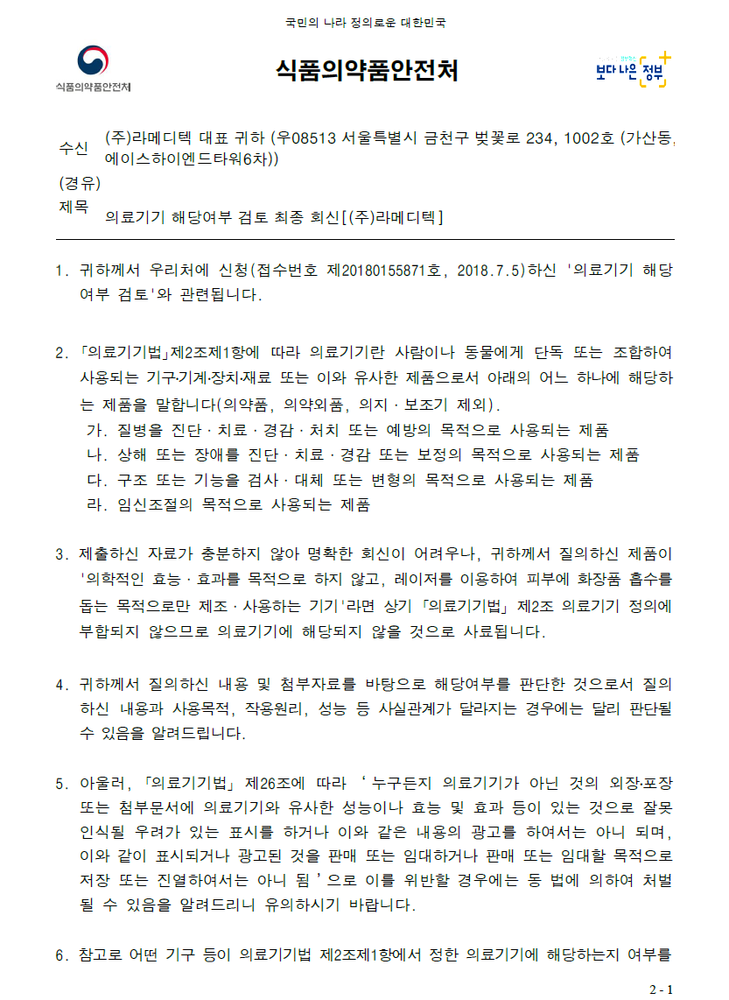 국민의 나라 정의로운 대한민국
식품의약품안전처
식품의약품안전처
보다 나은 정부
수신 (주)라메디텍 대표 귀하 (우08513 서울특별시 금천구 벚꽃로 234, 1002호 (가산동,
에이스하이엔드타워6차))
(경유)
제목 의료기기 해당여부 검토 최종 회신[(주)라메디텍]
1. 귀하께서 우리처에 신청(접수번호 제20180155871호, 2018.7.5)하신 '의료기기 해당
여부 검토'와 관련됩니다.
2. 「의료기기법」제2조제1항에 따라 의료기기란 사람이나 동물에게 단독 또는 조합하여
사용되는 기구·기계·장치·재료 또는 이와 유사한 제품으로서 아래의 어느 하나에 해당하
는 제품을 말합니다(의약품, 의약외품, 의지ㆍ보조기 제외).
가. 질병을 진단ㆍ치료ㆍ경감ㆍ처치 또는 예방의 목적으로 사용되는 제품
나. 상해 또는 장애를 진단ㆍ치료ㆍ경감 또는 보정의 목적으로 사용되는 제품
다. 구조 또는 기능을 검사ㆍ대체 또는 변형의 목적으로 사용되는 제품
라. 임신조절의 목적으로 사용되는 제품
3. 제출하신 자료가 충분하지 않아 명확한 회신이 어려우나, 귀하께서 질의하신 제품이
'의학적인 효능ㆍ효과를 목적으로 하지 않고, 레이저를 이용하여 피부에 화장품 흡수를
돕는 목적으로만 제조ㆍ사용하는 기기'라면 상기 「의료기기법」 제2조 의료기기 정의에
부합되지 않으므로 의료기기에 해당되지 않을 것으로 사료됩니다.
4. 귀하께서 질의하신 내용 및 첨부자료를 바탕으로 해당여부를 판단한 것으로서 질의
하신 내용과 사용목적, 작용원리, 성능 등 사실관계가 달라지는 경우에는 달리 판단될
수 있음을 알려드립니다.
5. 아울러, 「의료기기법」 제26조에 따라 ‘누구든지 의료기기가 아닌 것의 외장·포장
또는 첨부문서에 의료기기와 유사한 성능이나 효능 및 효과 등이 있는 것으로 잘못
인식될 우려가 있는 표시를 하거나 이와 같은 내용의 광고를 하여서는 아니 되며,
이와 같이 표시되거나 광고된 것을 판매 또는 임대하거나 판매 또는 임대할 목적으로
저장 또는 진열하여서는 아니 됨’으로 이를 위반할 경우에는 동 법에 의하여 처벌
될 수 있음을 알려드리니 유의하시기 바랍니다.
6. 참고로 어떤 기구 등이 의료기기법 제2조제1항에서 정한 의료기기에 해당하는지 여부를
2 - 1